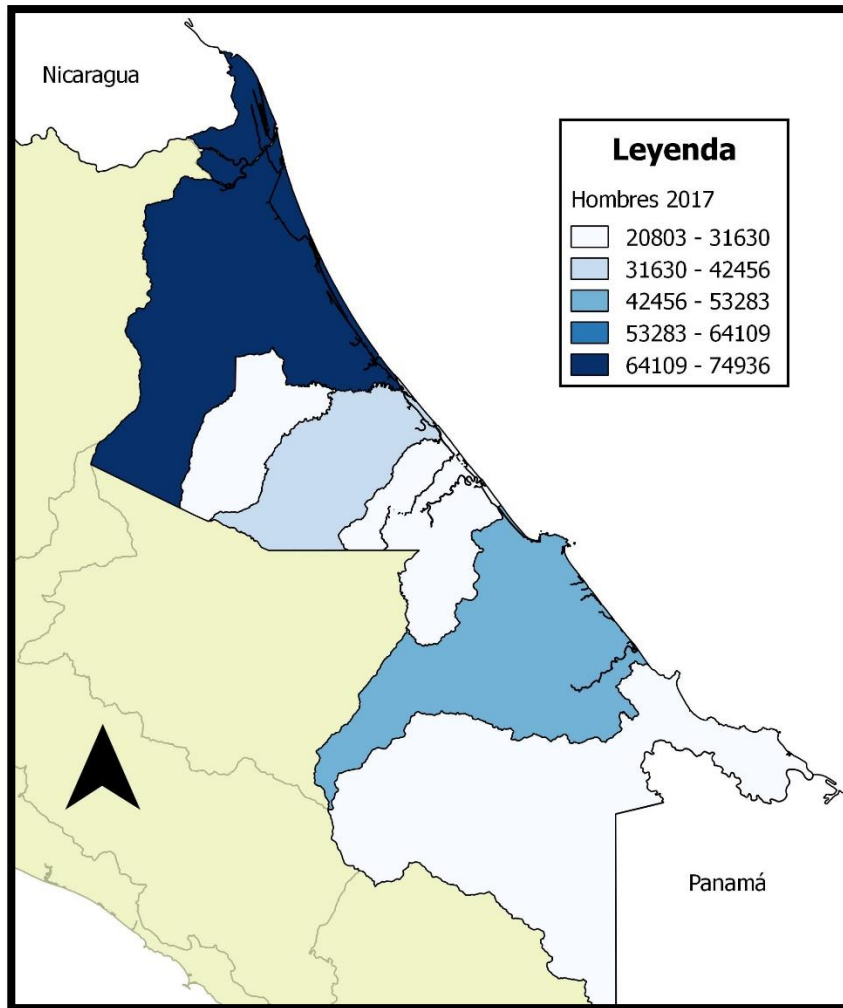 Nicaragua
Leyenda
Hombres 2017
20803 - 31630
31630 - 42456
42456 - 53283
53283 - 64109
64109 - 74936
Panamá